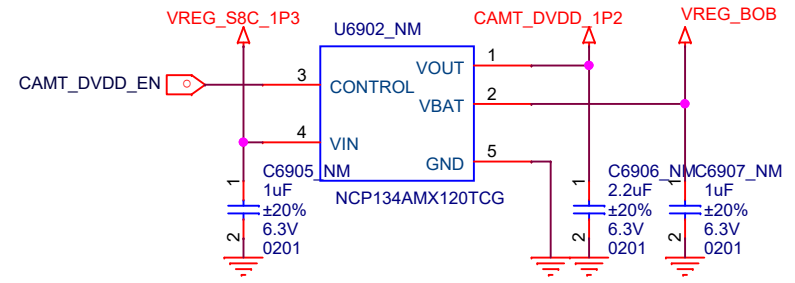 VREG_S8C_1P3
U6902_NM
CAMT_DVDD_1P2
VREG_BOB
CAMT_DVDD_EN
3
CONTROL
4
VIN
VOUT
1
VBAT
2
GND
5
NCP134AMX120TCG
C6905_NM
1
1uF
±20%
2
6.3V
0201
C6906_NM
1
2.2uF
±20%
2
6.3V
0201
C6907_NM
1
1uF
±20%
2
6.3V
0201